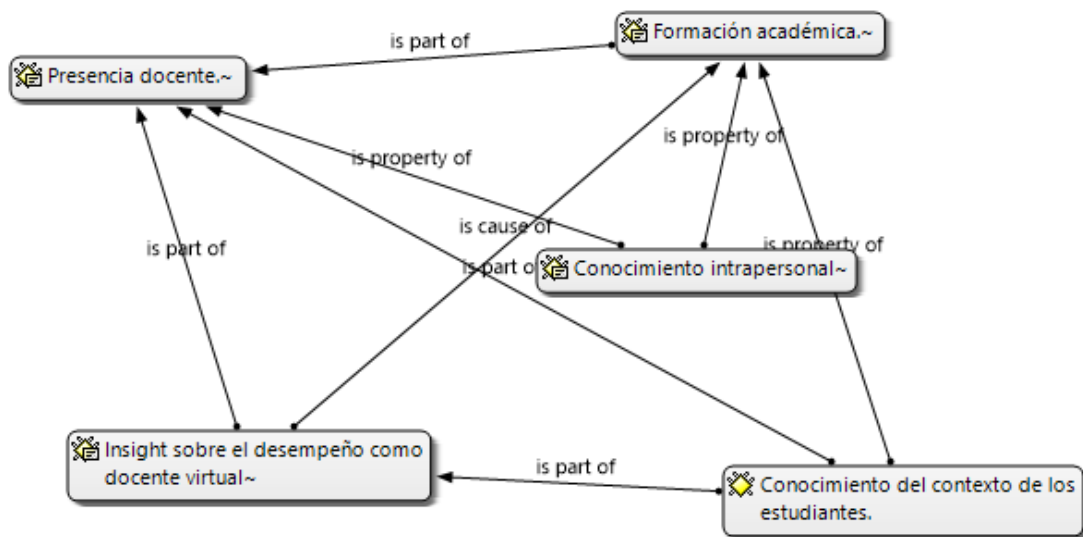 is part of
Formación académica.~
Presencia docente.~
is property of
is property of
is part of
is cause of
is property of
is part of
Conocimiento intrapersonal~
Insight sobre el desempeño como
docente virtual~
is part of
Conocimiento del contexto de los
estudiantes.